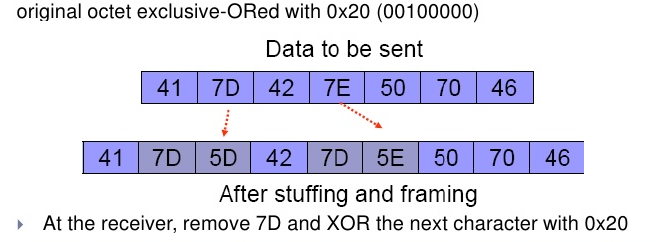 original octet exclusive-ORed with 0x20 (00100000)
Data to be sent
41 7D 42 7E 50 70 46
41 7D 5D 42 7D 5E 50 70 46
After stuffing and framing
At the receiver, remove 7D and XOR the next character with 0x20